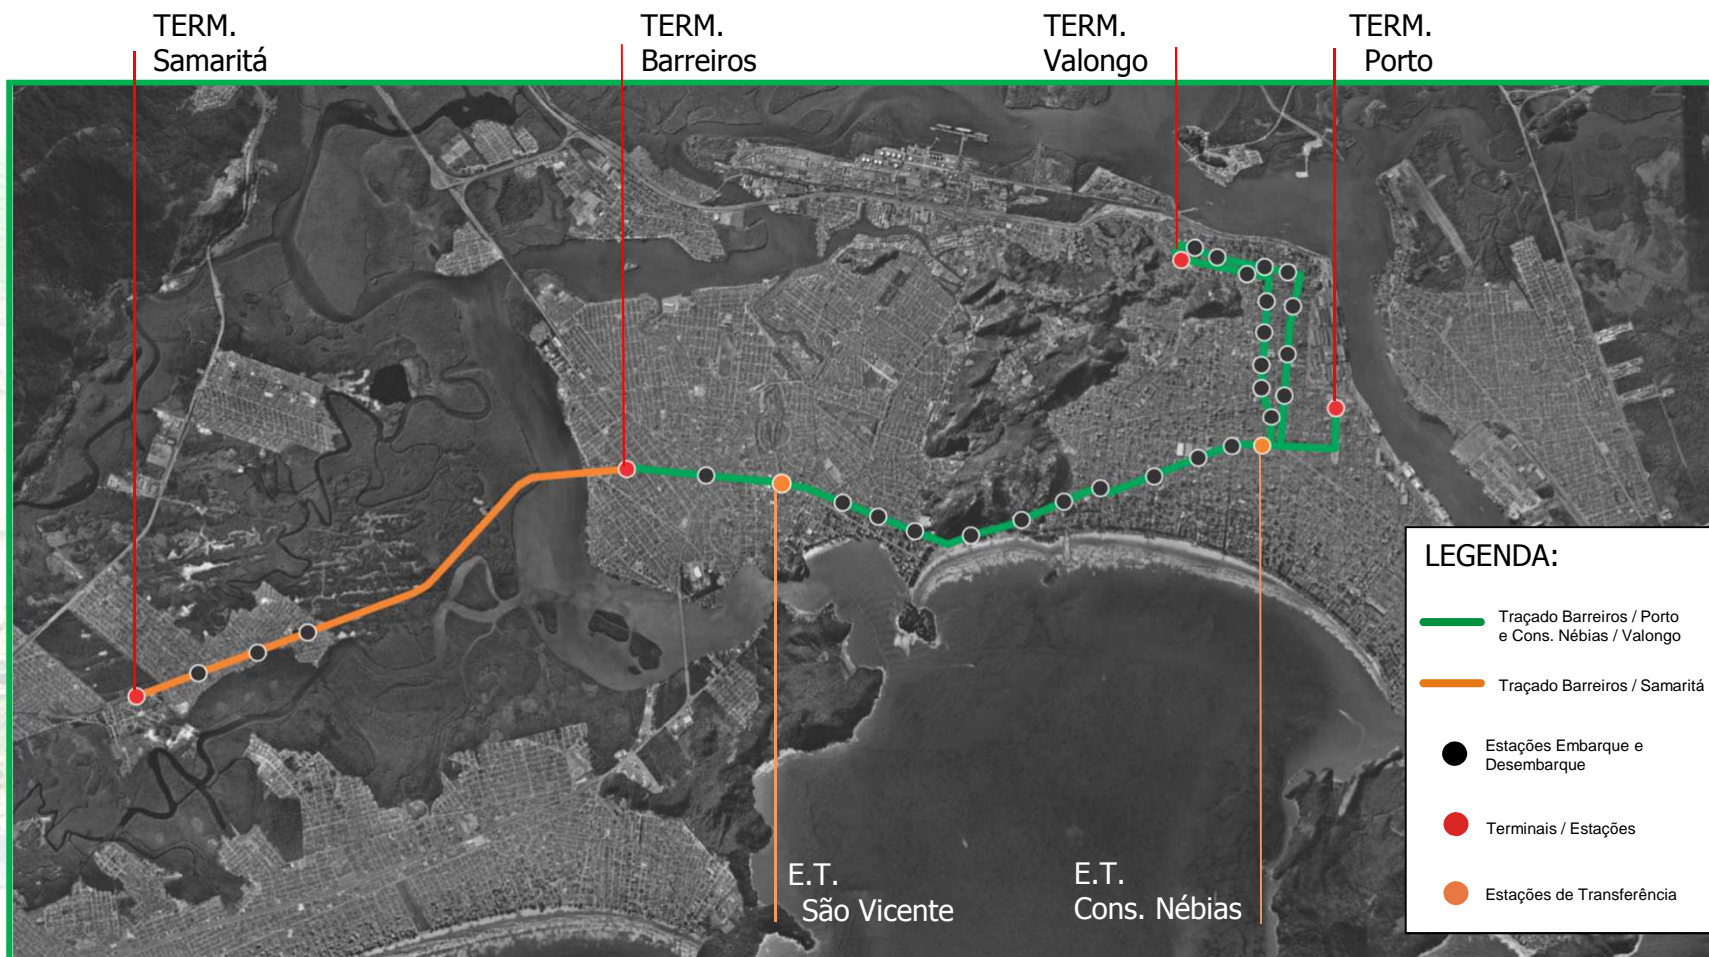 TERM.
Samaritá
TERM.
Barreiros
TERM.
Valongo
TERM.
Porto
E.T.
São Vicente
E.T.
Cons. Nébias
LEGENDA:
Traçado Barreiros / Porto
e Cons. Nébias / Valongo
Traçado Barreiros / Samaritá
Estações Embarque e
Desembarque
Terminais / Estações
Estações de Transferência